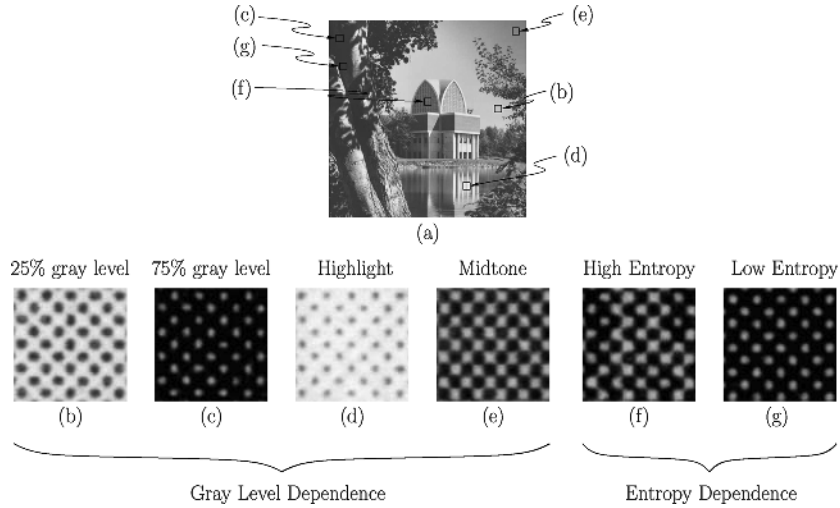 (c)
(e)
(g)
(f)
(b)
(d)
(a)
25% gray level 75% gray level Highlight Midtone High Entropy Low Entropy
(b) (c) (d) (e) (f) (g)
Gray Level Dependence Entropy Dependence